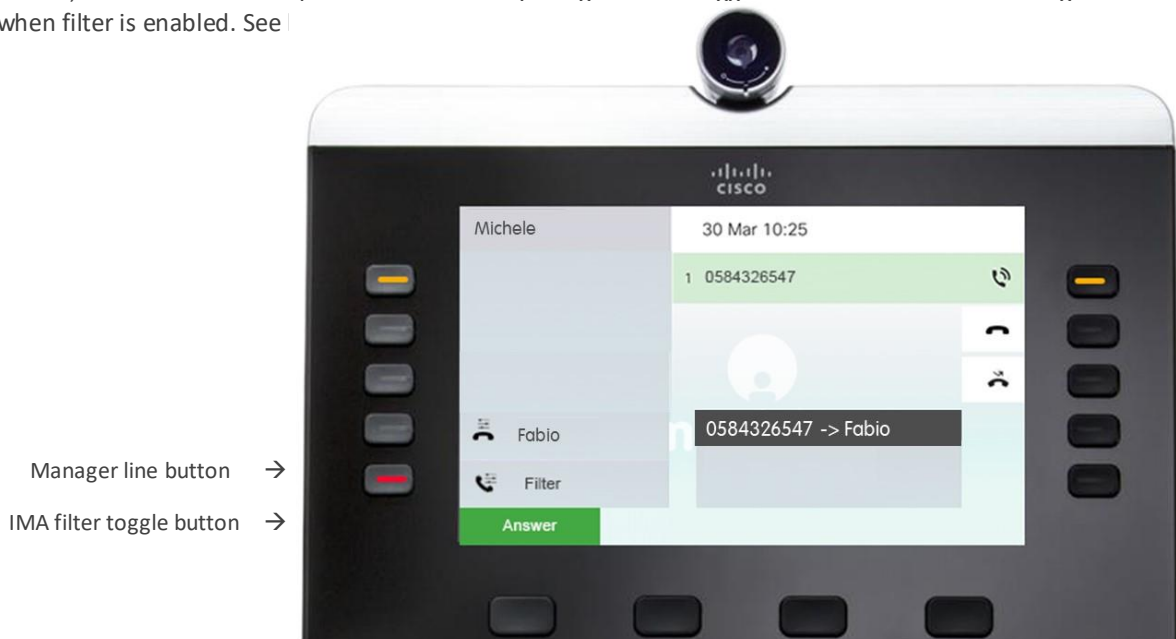 when filter is enabled. See
CISCO
Michele
30 Mar 10:25
1 0584326547
Fabio
0584326547 -> Fabio
Filter
Answer
Manager line button →
IMA filter toggle button →